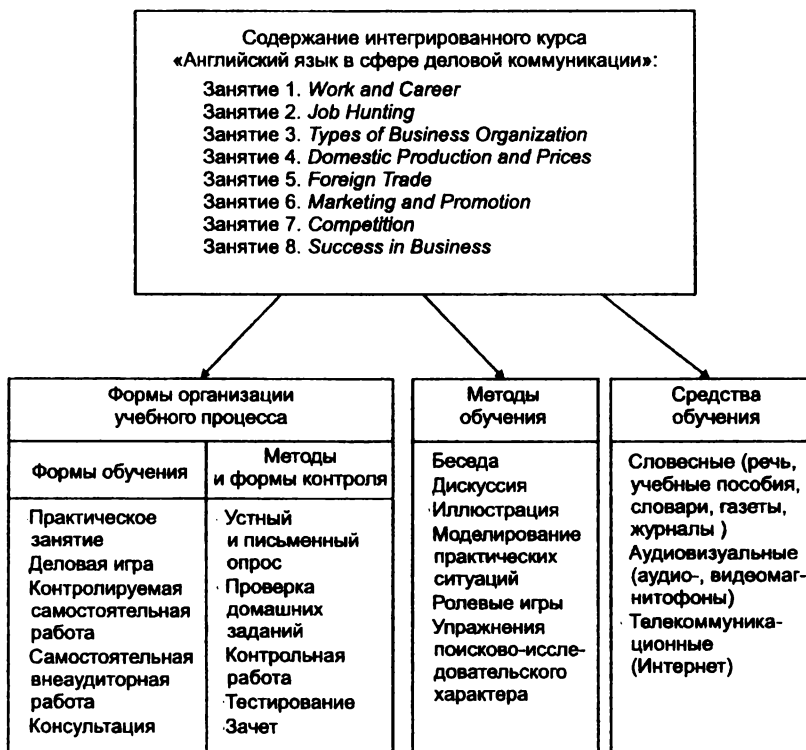 Содержание интегрированного курса
«Английский язык в сфере деловой коммуникации»:
Занятие 1. Work and Career
Занятие 2. Job Hunting
Занятие 3. Types of Business Organization
Занятие 4. Domestic Production and Prices
Занятие 5. Foreign Trade
Занятие 6. Marketing and Promotion
Занятие 7. Competition
Занятие 8. Success in Business
Формы организации
учебного процесса
Формы обучения
Практическое
занятие
Деловая игра
Контролируемая
самостоятельная
работа
Самостоятельная
внеаудиторная
работа
Консультация
Методы
и формы контроля
Устный
и письменный
опрос
Проверка
домашних
заданий
Контрольная
работа
Тестирование
Зачет
Методы
обучения
Беседа
Дискуссия
Иллюстрация
Моделирование
практических
ситуаций
Ролевые игры
Упражнения
поисково-иссле-
довательского
характера
Средства
обучения
Словесные (речь,
учебные пособия,
словари, газеты,
журналы )
Аудиовизуальные
(аудио-, видеомаг-
нитофоны)
Телекоммуника-
ционные
(Интернет)